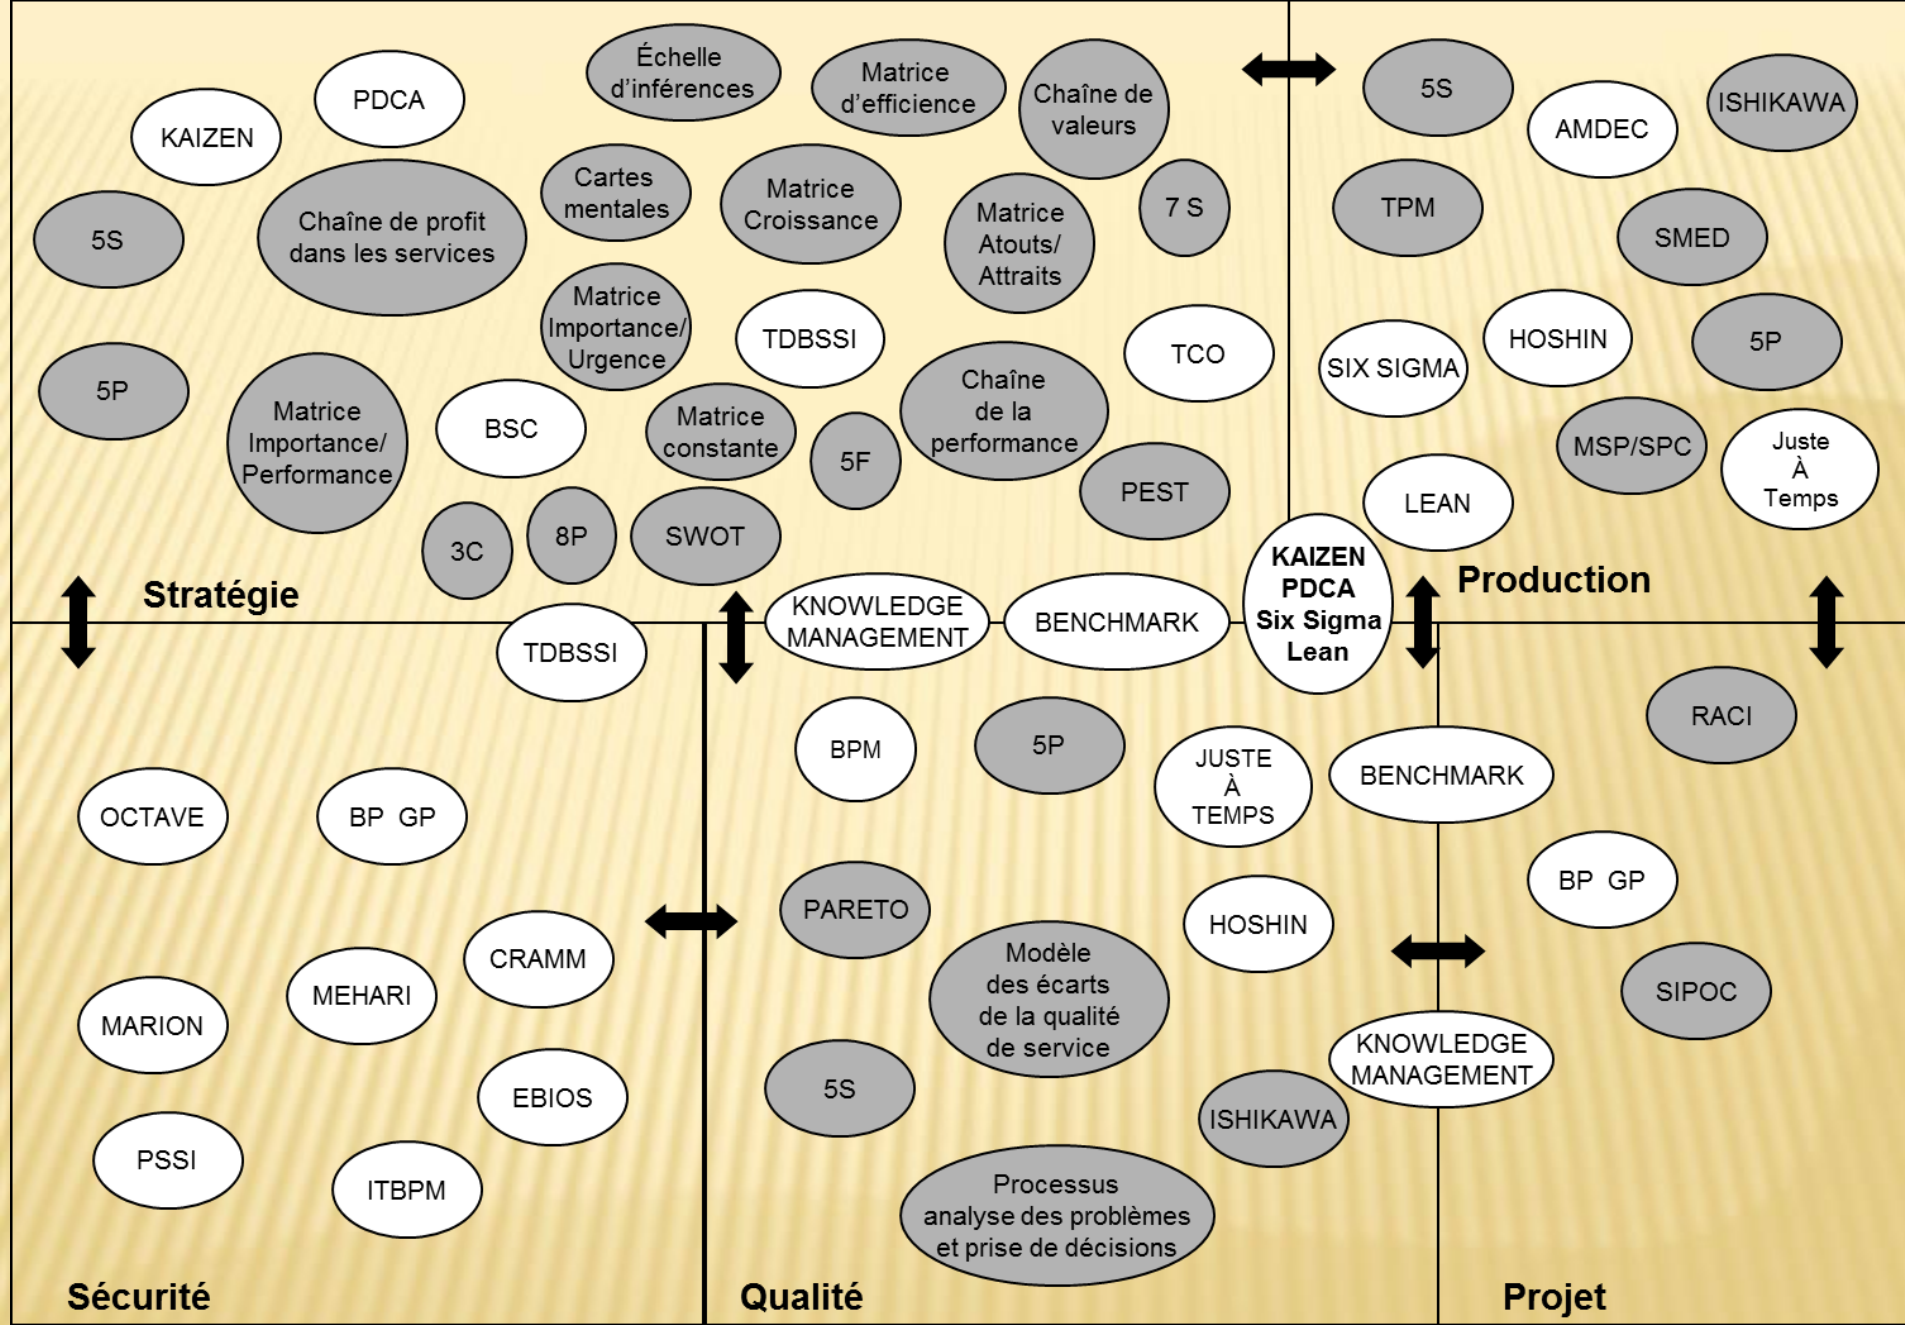 Échelle
d’inférences
Matrice
d’efficience
Chaîne de
valeurs
PDCA
KAIZEN
5S
Chaîne de profit
dans les services
Cartes
mentales
Matrice
Croissance
Matrice
Atouts/
Attraits
7 S
Matrice
Importance/
Urgence
TDBSSI
TCO
5P
Matrice
Importance/
Performance
BSC
Matrice
constante
5F
Chaîne
de la
performance
PEST
3C
8P
SWOT
Stratégie
5S
AMDEC
ISHIKAWA
TPM
SMED
SIX SIGMA
HOSHIN
5P
MSP/SPC
Juste
À
Temps
LEAN
Production
KAIZEN
PDCA
Six Sigma
Lean
KNOWLEDGE
MANAGEMENT
BENCHMARK
TDBSSI
OCTAVE
BP GP
CRAMM
MEHARI
MARION
EBIOS
PSSI
ITBPM
Sécurité
BPM
5P
JUSTE
À
TEMPS
PARETO
HOSHIN
Modèle
des écarts
de la qualité
de service
5S
ISHIKAWA
Processus
analyse des problèmes
et prise de décisions
Qualité
BENCHMARK
KNOWLEDGE
MANAGEMENT
RACI
BP GP
SIPOC
Projet